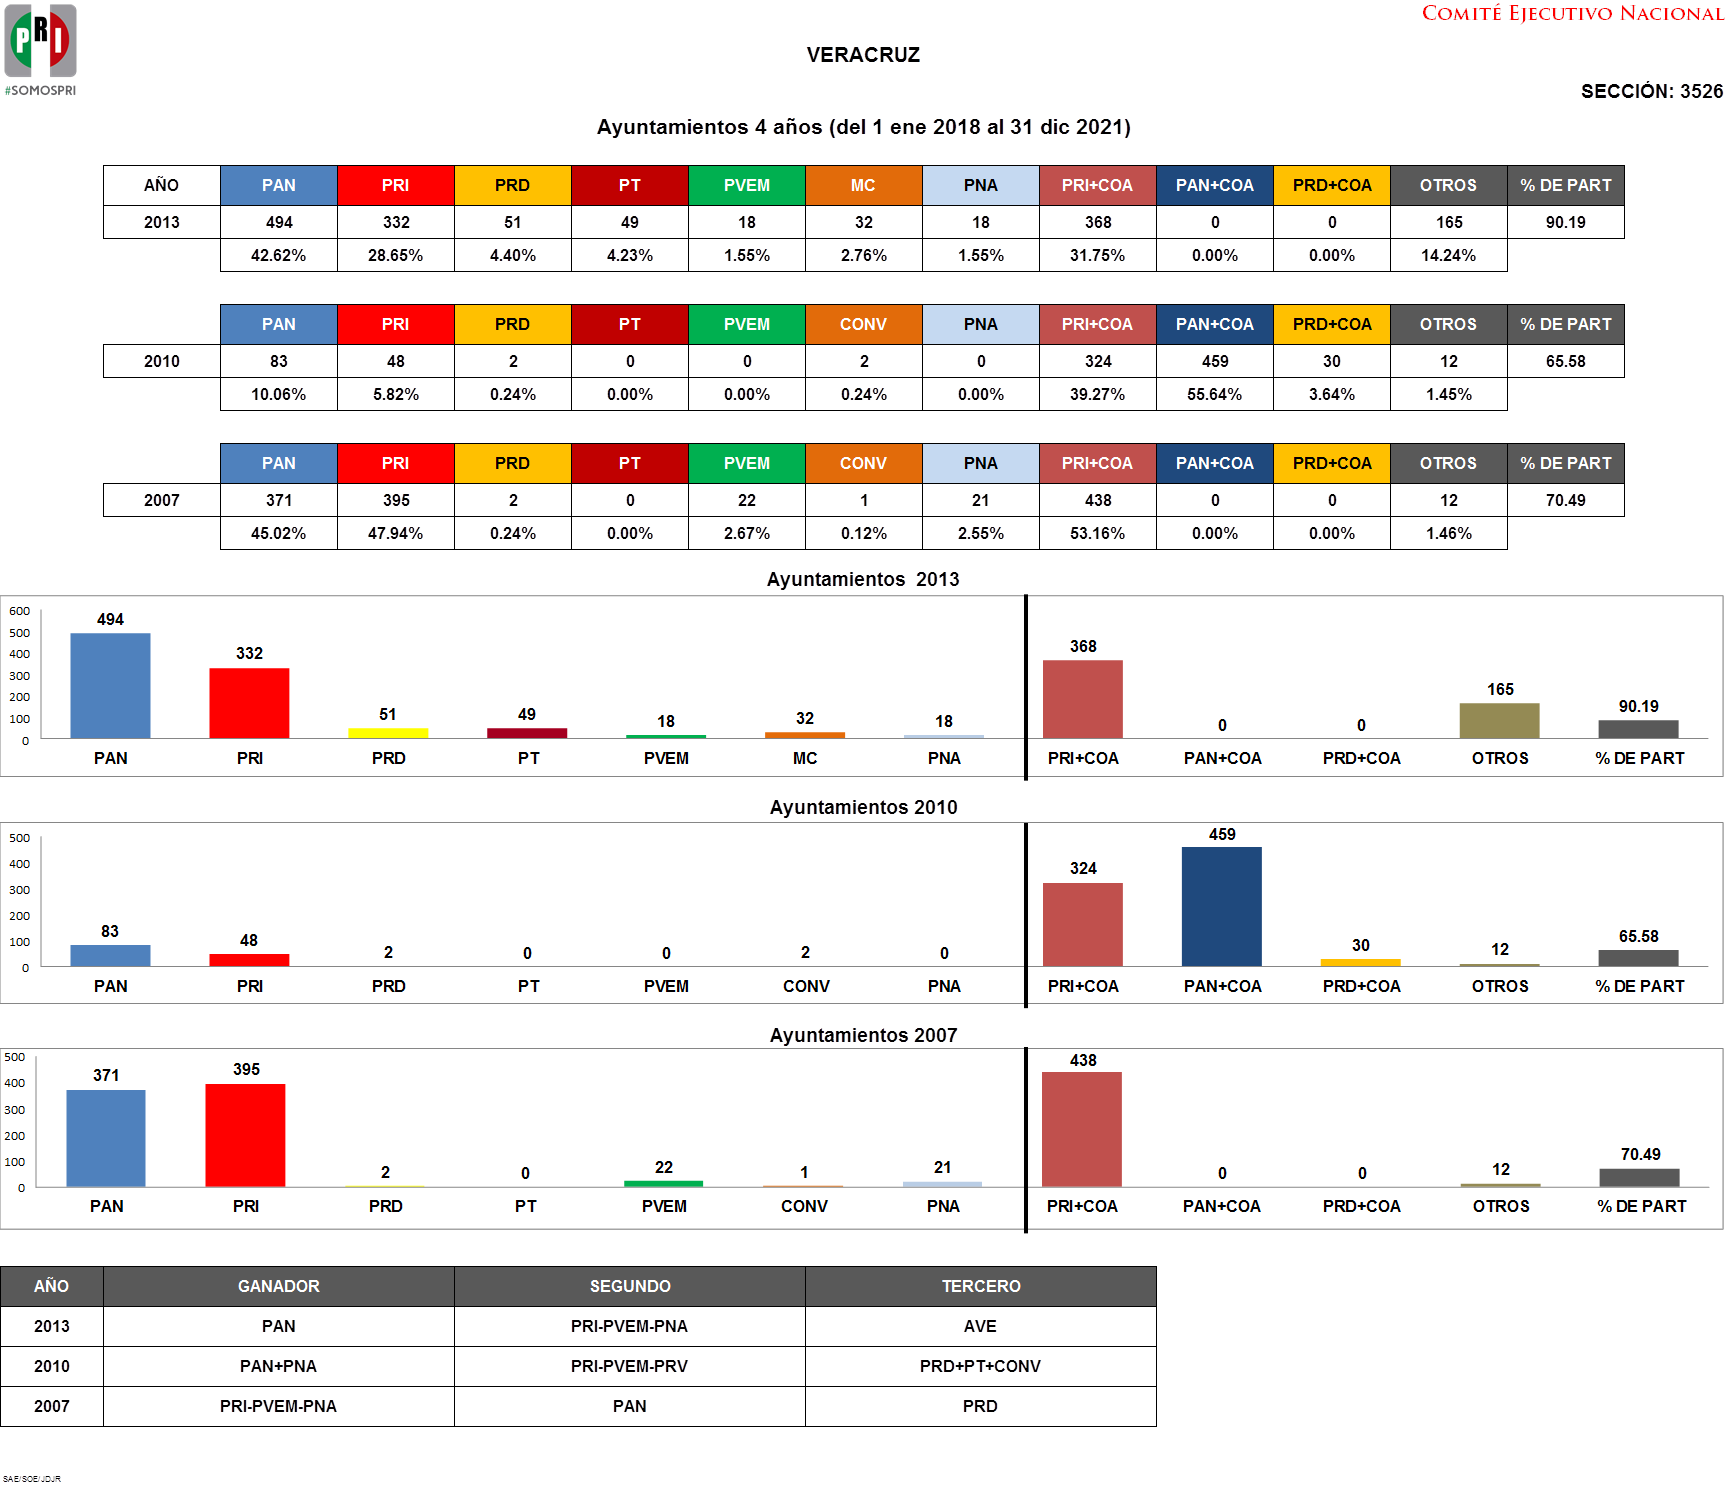 PRI
#SOMOSPRI
COMITÉ EJECUTIVO NACIONAL
VERACRUZ
SECCIÓN: 3526
Ayuntamientos 4 años (del 1 ene 2018 al 31 dic 2021)
AÑO PAN PRI PRD PT PVEM MC PNA PRI+COA PAN+COA PRD+COA OTROS % DE PART
2013 494 332 51 49 18 32 18 368 0 0 165 90.19
42.62% 28.65% 4.40% 4.23% 1.55% 2.76% 1.55% 31.75% 0.00% 0.00% 14.24%
PAN PRI PRD PT PVEM CONV PNA PRI+COA PAN+COA PRD+COA OTROS % DE PART
2010 83 48 2 0 0 2 0 324 459 30 12 65.58
10.06% 5.82% 0.24% 0.00% 0.00% 0.24% 0.00% 39.27% 55.64% 3.64% 1.45%
PAN PRI PRD PT PVEM CONV PNA PRI+COA PAN+COA PRD+COA OTROS % DE PART
2007 371 395 2 0 22 1 21 438 0 0 12 70.49
45.02% 47.94% 0.24% 0.00% 2.67% 0.12% 2.55% 53.16% 0.00% 0.00% 1.46%
Ayuntamientos 2013
600
500
400
300
200
100
0
494 332 51 49 18 32 18 368 0 0 165 90.19
PAN PRI PRD PT PVEM MC PNA PRI+COA PAN+COA PRD+COA OTROS % DE PART
Ayuntamientos 2010
500
400
300
200
100
0
83 48 2 0 0 2 0 324 459 30 12 65.58
PAN PRI PRD PT PVEM CONV PNA PRI+COA PAN+COA PRD+COA OTROS % DE PART
Ayuntamientos 2007
500
400
300
200
100
0
371 395 2 0 22 1 21 438 0 0 12 70.49
PAN PRI PRD PT PVEM CONV PNA PRI+COA PAN+COA PRD+COA OTROS % DE PART
AÑO GANADOR SEGUNDO TERCERO
2013 PAN PRI-PVEM-PNA AVE
2010 PAN+PNA PRI-PVEM-PRV PRD+PT+CONV
2007 PRI-PVEM-PNA PAN PRD
SAE/SOE/JDJR